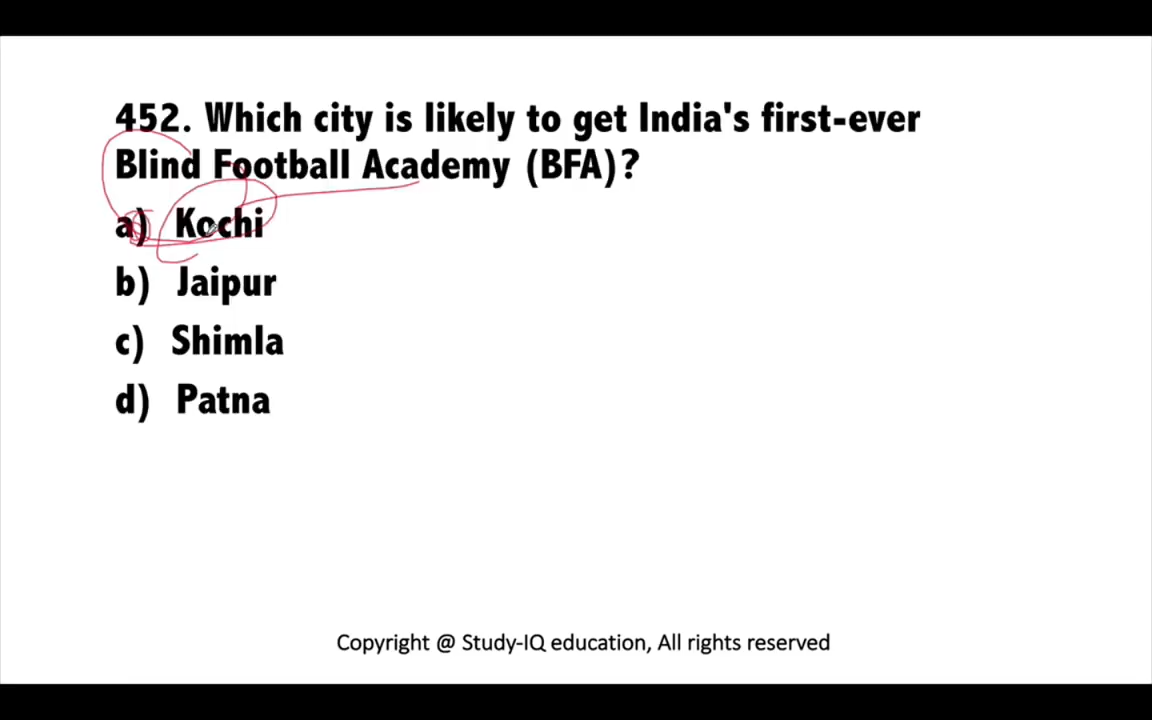 452. Which city is likely to get India's first-ever
Blind Football Academy (BFA)?
a) Kochi
b) Jaipur
c) Shimla
d) Patna
Copyright @ Study-IQ education, All rights reserved